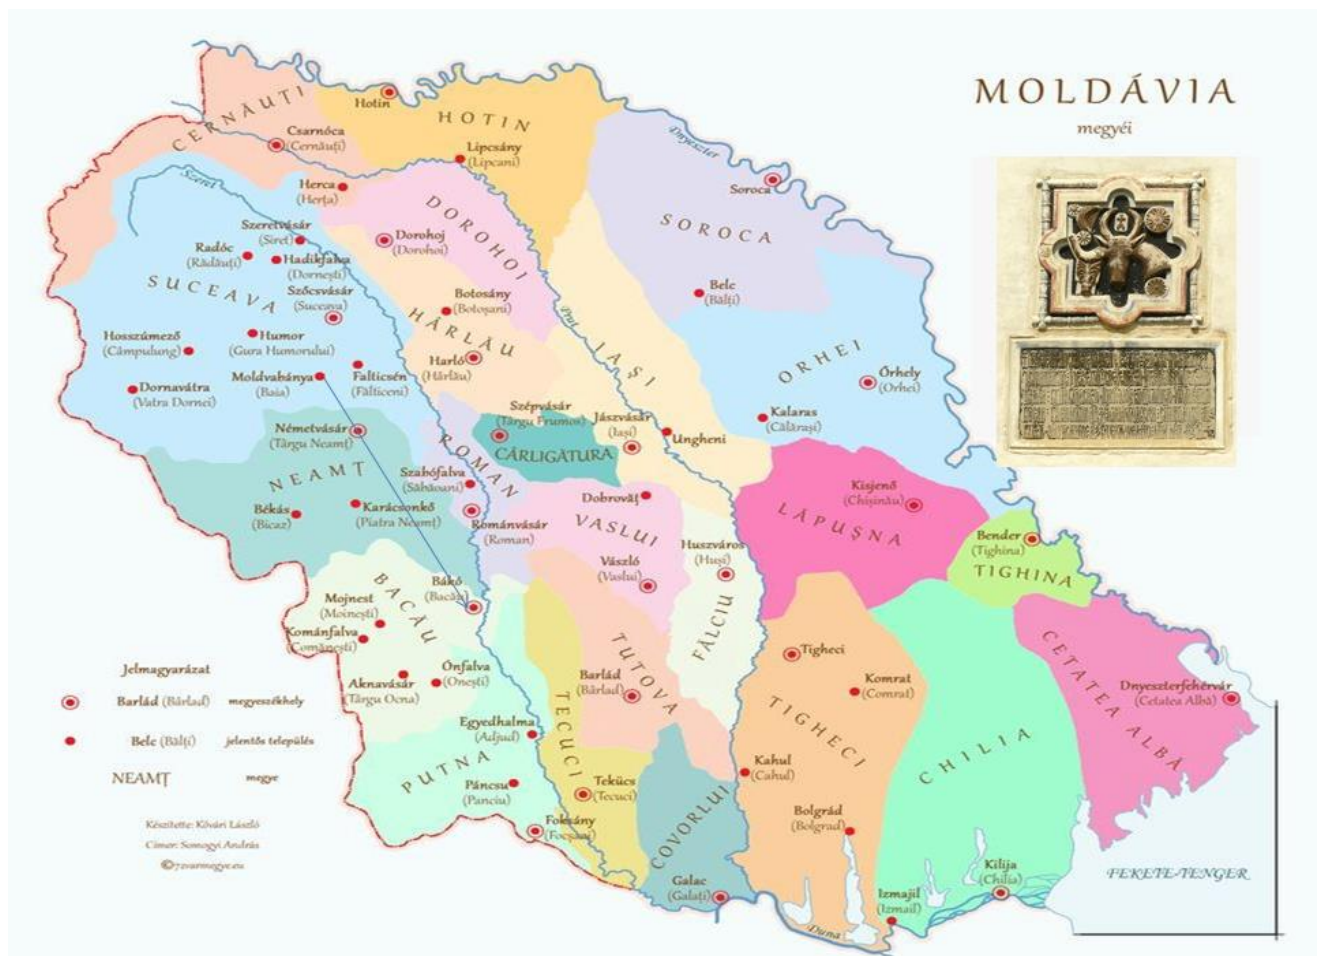 MOLDÁVIA
megyéi
CERNĂUȚI
Hotin
HOTIN
Csarnóca
(Cernăuți)
Lipcsány
(Lipcani)
Dnyeszter
Szeret
Herca
(Herța)
Soroca
SOROCA
DOROHOI
Szeretvásár
(Siret)
Dorohoj
(Dorohoi)
Radóc
(Rădăuți)
Hadikfalva
(Dornești)
SUCEAVA
Szőcsvásár
(Suceava)
Botosány
(Botoșani)
Belc
(Bălți)
Prut
HÂRLĂU
IAȘI
ORHEI
Hosszúmező
(Câmpulung)
Humor
(Gura Humorului)
Harló
(Hârlău)
Moldvabánya
(Baia)
Falticsén
(Fălticeni)
Őrhely
(Orhei)
Dornavátra
(Vatra Dornei)
Szépvásár
(Târgu Frumos)
Jászvásár
(Iași)
Kalaras
(Călărași)
Németvásár
(Târgu Neamț)
Ungheni
ROMAN
CÂRLIGĂTURA
NEAMȚ
Szabófalva
(Săbăoani)
Kisjenő
(Chișinău)
Békás
(Bicaz)
Karácsonkő
(Piatra Neamț)
Dobrovăț
LĂPUȘNA
Románvásár
(Roman)
VASLUI
Huszváros
(Huși)
Bender
(Tighina)
Vászló
(Vaslui)
TIGHINA
Bákó
(Bacău)
BACĂU
Mojnest
(Moinești)
FĂLCIU
Kománfalva
(Comănești)
TUTOVA
Tigheci
CETATEA ALBĂ
Ónfalva
(Onești)
Aknavásár
(Târgu Ocna)
Barlád
(Bârlad)
Komrat
(Comrat)
Dnyeszterfehérvár
(Cetatea Albă)
Jelmagyarázat
Barlád (Bârlad) megyeszékhely
Belc (Bălți) jelentős település
NEAMȚ megye
TECUCI
TIGHECI
CHILIA
Egyedhalma
(Adjud)
PUTNA
Kahul
(Cahul)
Páncsu
(Panciu)
Tekücs
(Tecuci)
Foksány
(Focșani)
COVORLUI
Bolgrád
(Bolgrad)
Készítette: Kővári László
Címer: Somogyi András
©72varmegye.eu
Galac
(Galați)
Kilija
(Chilia)
FEKETE-TENGER
Izmajil
(Izmail)
Duna